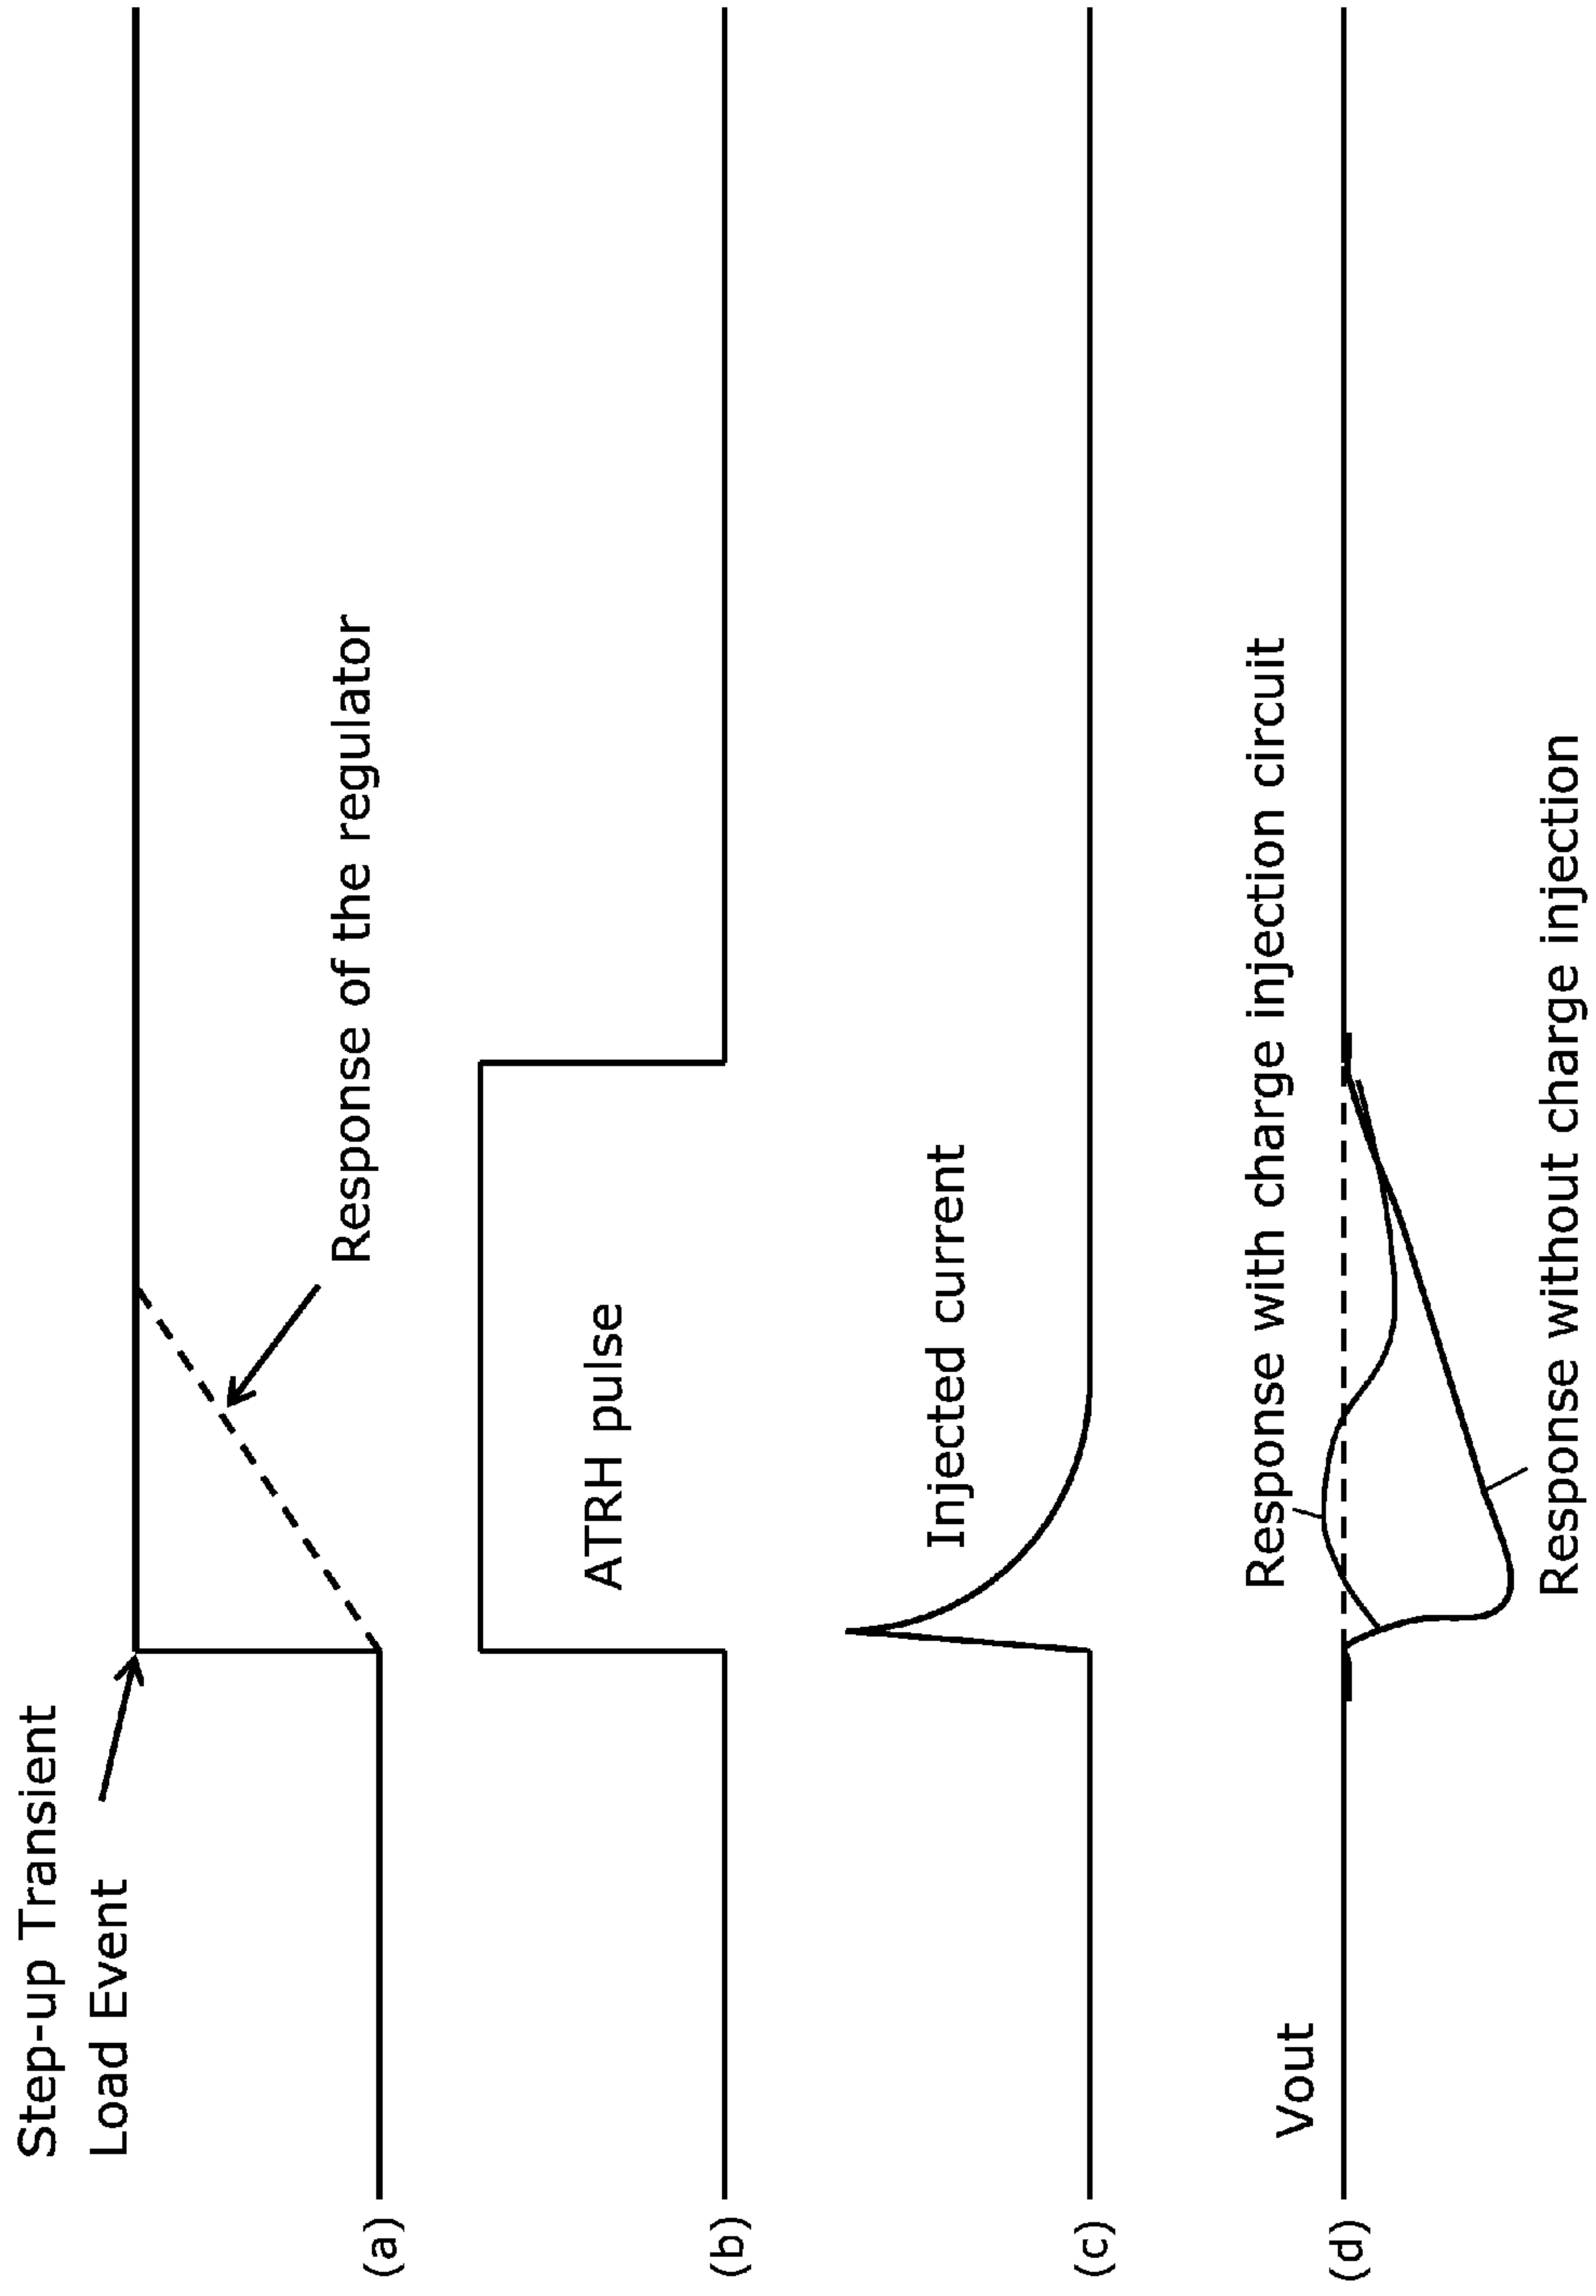 Step-up Transient
Load Event
Response of the regulator
(a)
ATRH pulse
(b)
Injected current
(c)
Response with charge injection circuit
Vout
(d)
Response without charge injection